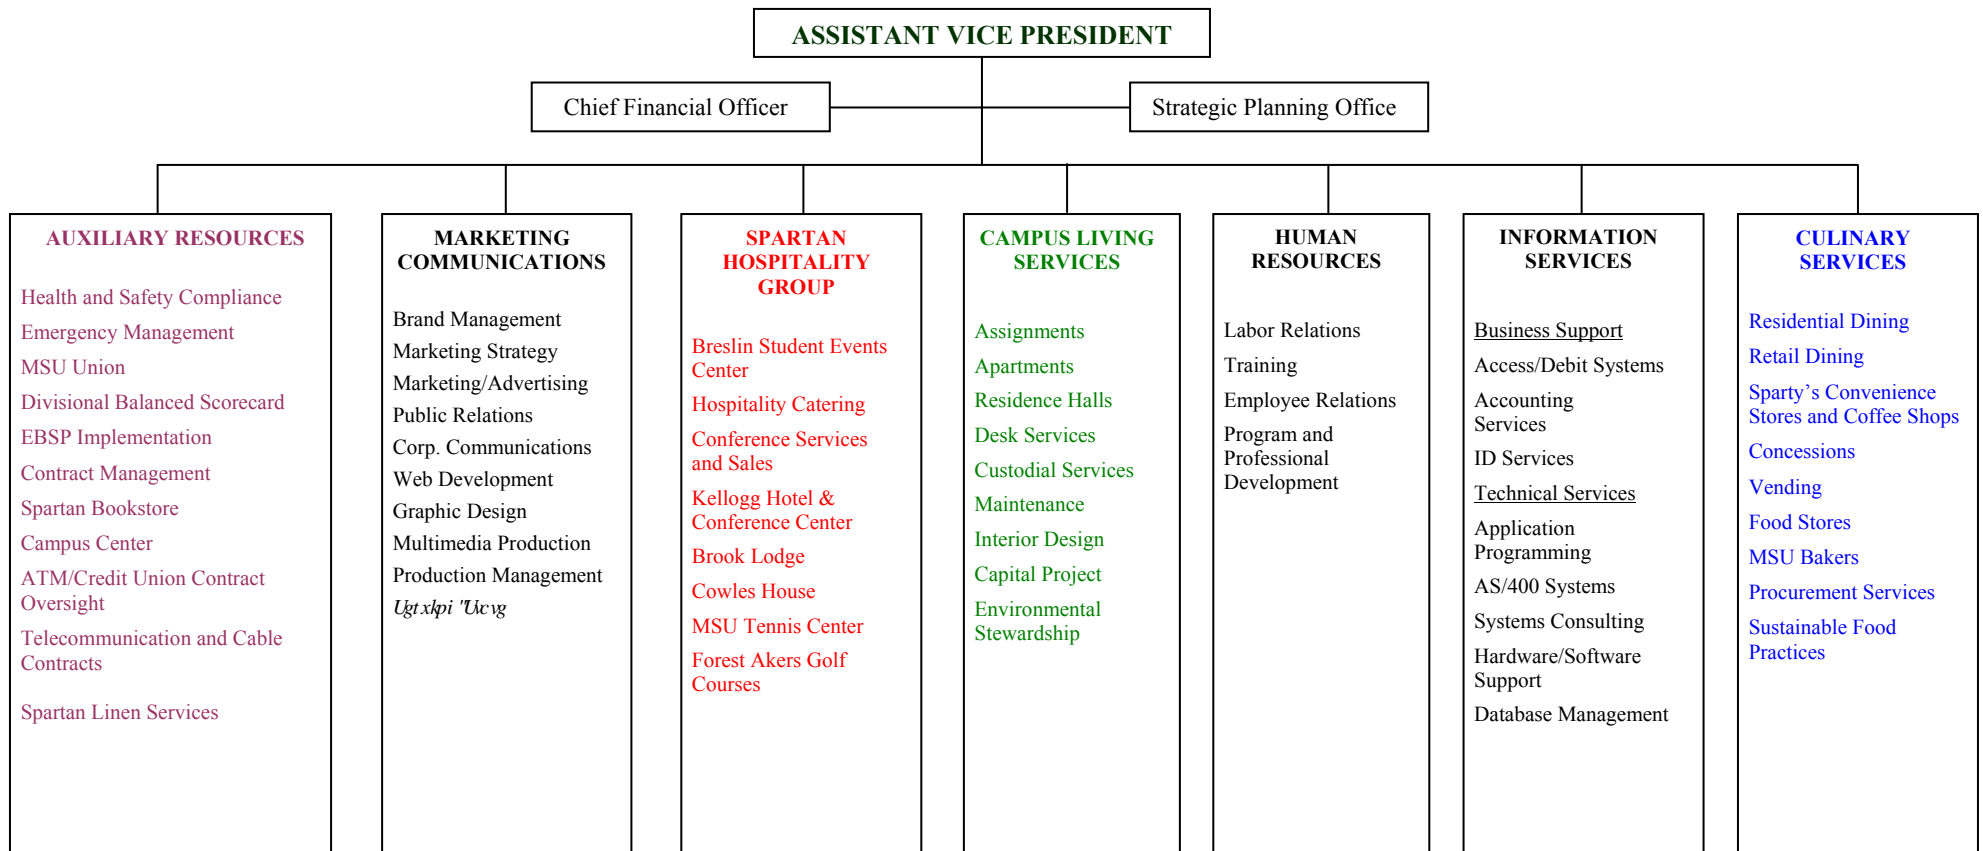 ASSISTANT VICE PRESIDENT
Chief Financial Officer
Strategic Planning Office
AUXILIARY RESOURCES
Health and Safety Compliance
Emergency Management
MSU Union
Divisional Balanced Scorecard
EBSP Implementation
Contract Management
Spartan Bookstore
Campus Center
ATM/Credit Union Contract
Oversight
Telecommunication and Cable
Contracts
Spartan Linen Services
MARKETING
COMMUNICATIONS
Brand Management
Marketing Strategy
Marketing/Advertising
Public Relations
Corp. Communications
Web Development
Graphic Design
Multimedia Production
Production Management
SPARTAN
HOSPITALITY
GROUP
Breslin Student Events
Center
Hospitality Catering
Conference Services
and Sales
Kellogg Hotel &
Conference Center
Brook Lodge
Cowles House
MSU Tennis Center
Forest Akers Golf
Courses
CAMPUS LIVING
SERVICES
Assignments
Apartments
Residence Halls
Desk Services
Custodial Services
Maintenance
Interior Design
Capital Project
Environmental
Stewardship
HUMAN
RESOURCES
Labor Relations
Training
Employee Relations
Program and
Professional
Development
INFORMATION
SERVICES
Business Support
Access/Debit Systems
Accounting
Services
ID Services
Technical Services
Application
Programming
AS/400 Systems
Systems Consulting
Hardware/Software
Support
Database Management
CULINARY
SERVICES
Residential Dining
Retail Dining
Sparty’s Convenience
Stores and Coffee Shops
Concessions
Vending
Food Stores
MSU Bakers
Procurement Services
Sustainable Food
Practices